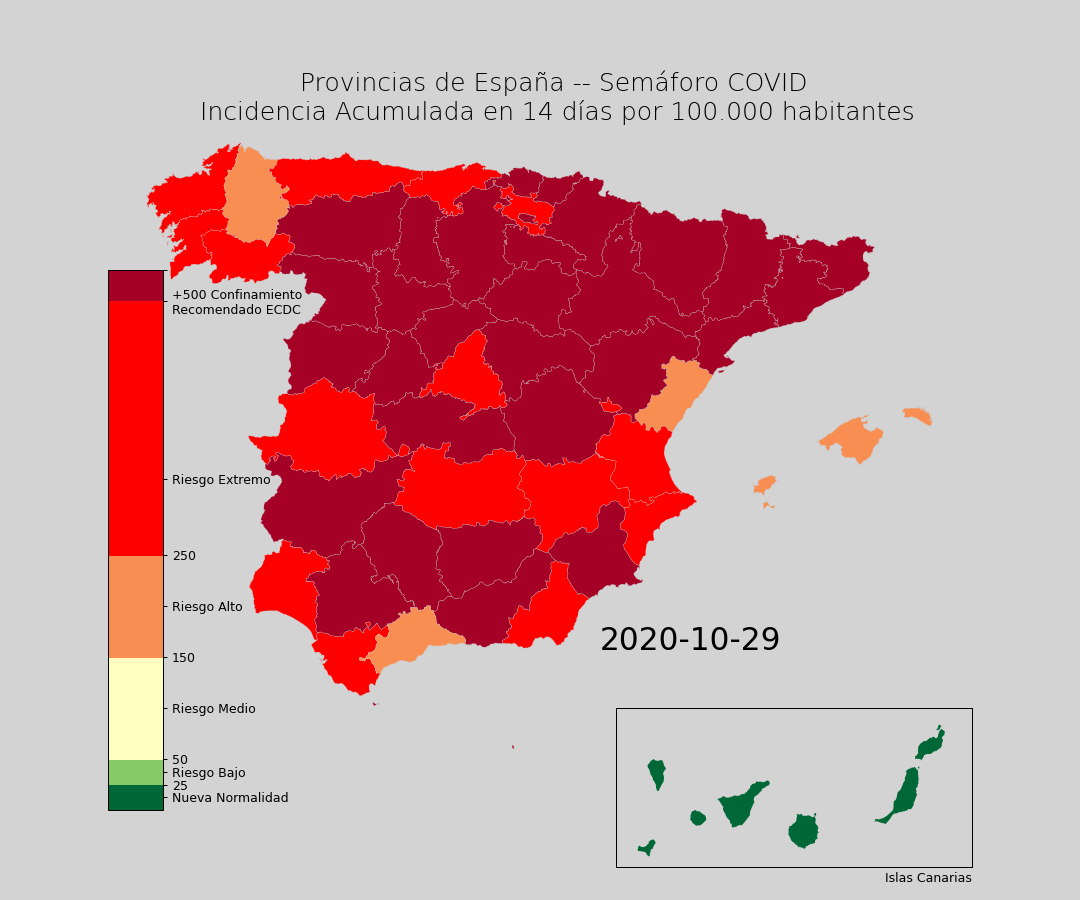 Provincias de España -- Semáforo COVID
Incidencia Acumulada en 14 días por 100.000 habitantes
+500 Confinamiento
Recomendado ECDC
Riesgo Extremo
250
Riesgo Alto
150
Riesgo Medio
50
Riesgo Bajo
25
Nueva Normalidad
2020-10-29
Islas Canarias